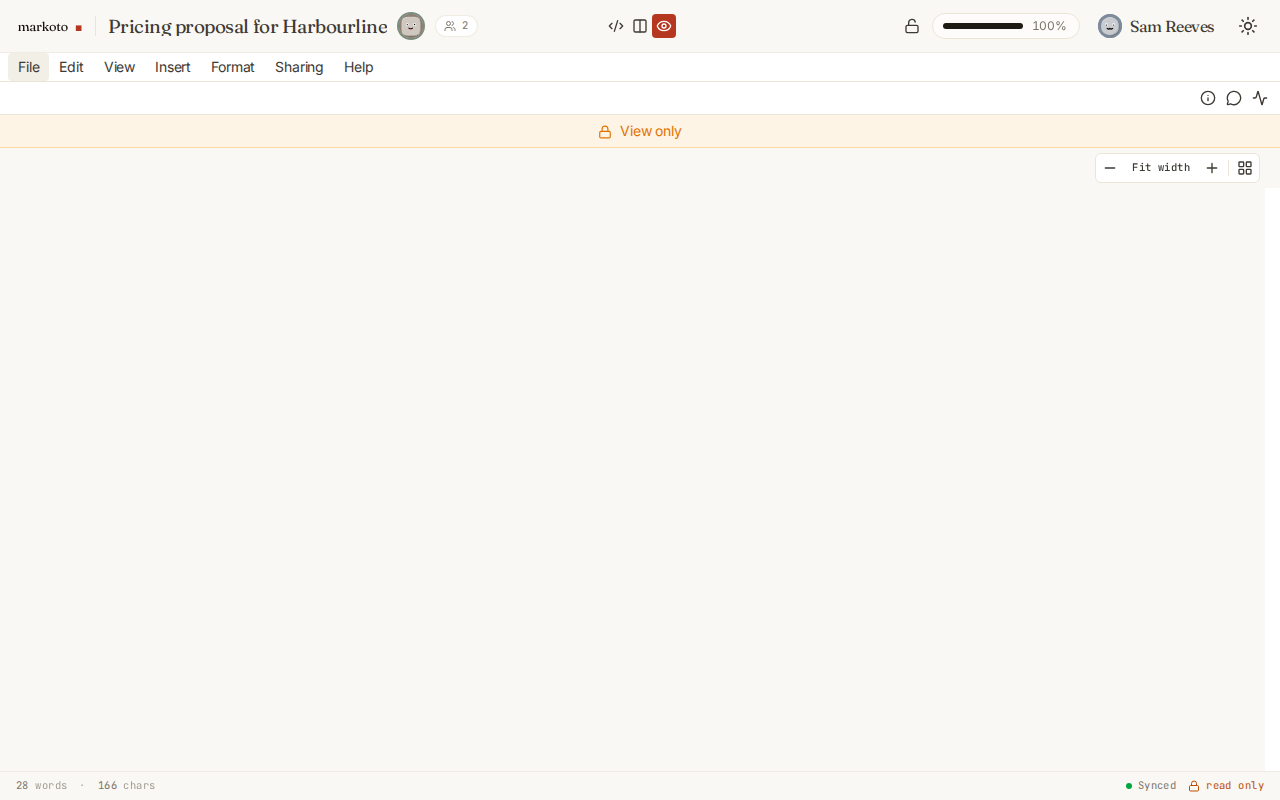 markoto Pricing proposal for Harbourline 2 100% Sam Reeves
File Edit View Insert Format Sharing Help
View only
Fit width
28 words · 166 chars Synced read only